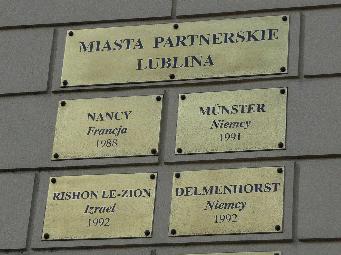 MIASTA PARTNERSKIE
LUBLINA
NANCY
Francja
1988
MÜNSTER
Niemcy
1991
RISHON LE-ZION
Izrael
1992
DELMENHORST
Niemcy
1992